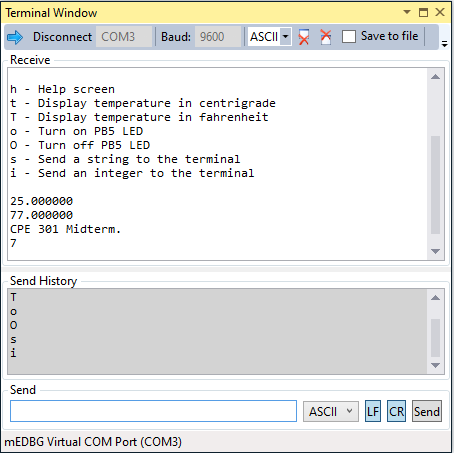 Terminal Window
Disconnect COM3 Baud: 9600 ASCII Save to file
Receive
h - Help screen
t - Display temperature in centrigrade
T - Display temperature in fahrenheit
o - Turn on PB5 LED
O - Turn off PB5 LED
s - Send a string to the terminal
i - Send an integer to the terminal
25.000000
77.000000
CPE 301 Midterm.
7
Send History
T
o
O
s
i
Send
ASCII LF CR Send
mEDBG Virtual COM Port (COM3)